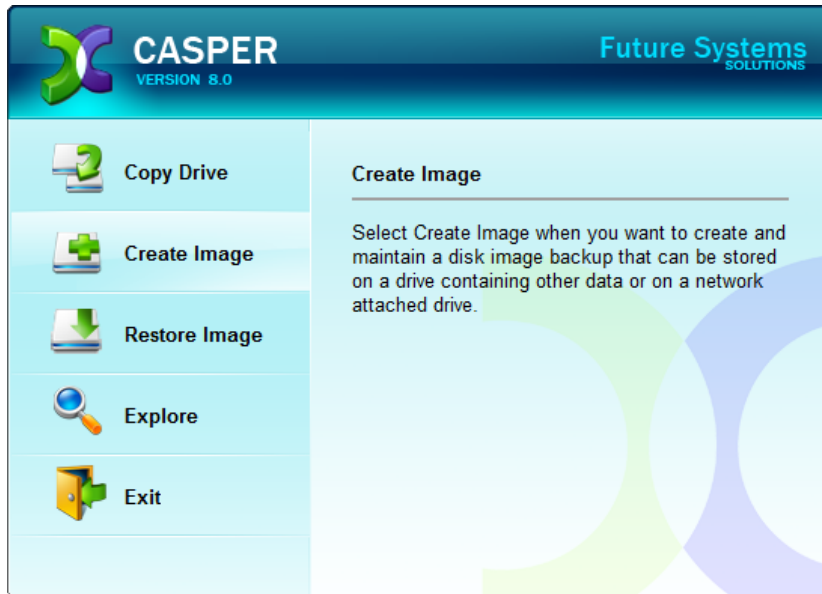 CASPER
VERSION 8.0
Future Systems
SOLUTIONS
Copy Drive
Create Image
Restore Image
Explore
Exit
Create Image
Select Create Image when you want to create and
maintain a disk image backup that can be stored
on a drive containing other data or on a network
attached drive.